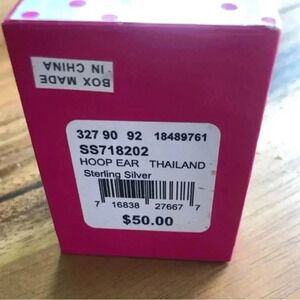 BOX MADE
IN CHINA
327 90 92 18489761
SS718202
HOOP EAR THAILAND
Sterling Silver
7 16838 27667 7
$50.00